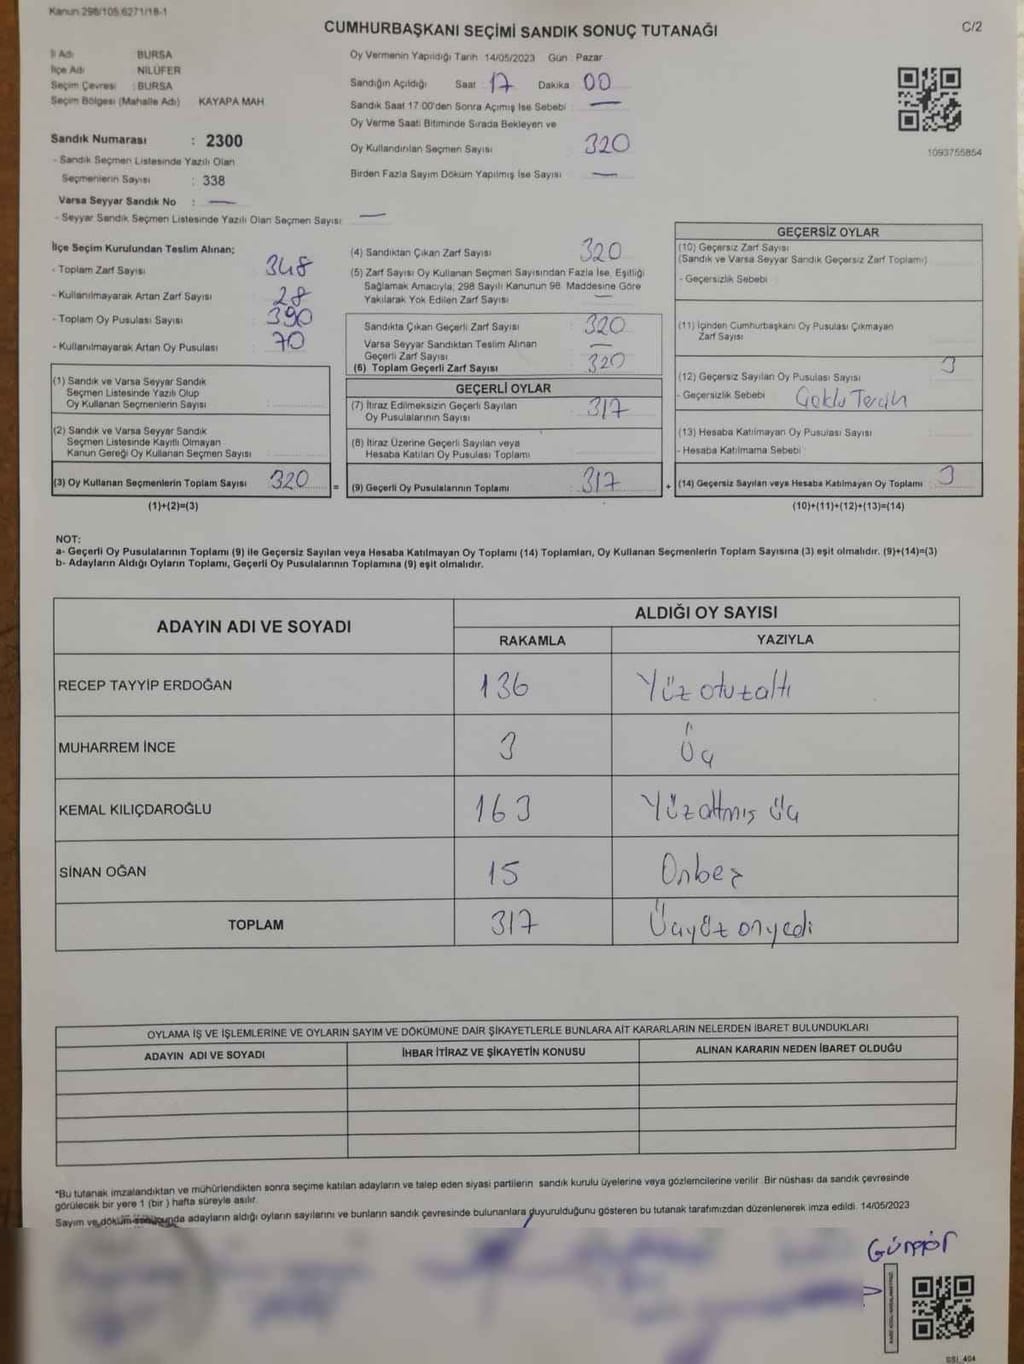 Kanun 298/105,6271/18-1
CUMHURBAŞKANI SEÇİMİ SANDIK SONUÇ TUTANAĞI
C/2
İl Adı : BURSA
İlçe Adı : NİLÜFER
Seçim Çevresi : BURSA
Seçim Bölgesi (Mahalle Adı) KAYAPA MAH.
Sandık Numarası : 2300
- Sandık Seçmen Listesinde Yazılı Olan
Seçmenlerin Sayısı : 338
Varsa Seyyar Sandık No : —
- Seyyar Sandık Seçmen Listesinde Yazılı Olan Seçmen Sayısı : —
Oy Vermenin Yapıldığı Tarih 14/05/2023 Gün : Pazar
Sandığın Açıldığı Saat 17 Dakika 00
Sandık Saat 17.00'den Sonra Açımış İse Sebebi : —
Oy Verme Saati Bitiminde Sırada Bekleyen ve
Oy Kullandırılan Seçmen Sayısı 320
Birden Fazla Sayım Döküm Yapılmış İse Sayısı —
1093755854
İlçe Seçim Kurulundan Teslim Alınan;
- Toplam Zarf Sayısı 348
- Kullanılmayarak Artan Zarf Sayısı 28
- Toplam Oy Pusulası Sayısı 390
- Kullanılmayarak Artan Oy Pusulası 70
(1) Sandık ve Varsa Seyyar Sandık
Seçmen Listesinde Yazılı Olup
Oy Kullanan Seçmenlerin Sayısı
(2) Sandık ve Varsa Seyyar Sandık
Seçmen Listesinde Kayıtlı Olmayan
Kanun Gereği Oy Kullanan Seçmen Sayısı
(3) Oy Kullanan Seçmenlerin Toplam Sayısı 320
(1)+(2)=(3)
=
(4) Sandıktan Çıkan Zarf Sayısı 320
(5) Zarf Sayısı Oy Kullanan Seçmen Sayısından Fazla İse, Eşitliği
Sağlamak Amacıyla, 298 Sayılı Kanunun 98. Maddesine Göre
Yakılarak Yok Edilen Zarf Sayısı —
Sandıkta Çıkan Geçerli Zarf Sayısı 320
Varsa Seyyar Sandıktan Teslim Alınan
Geçerli Zarf Sayısı —
(6) Toplam Geçerli Zarf Sayısı 320
GEÇERLİ OYLAR
(7) İtiraz Edilmeksizin Geçerli Sayılan
Oy Pusulalarının Sayısı 317
(8) İtiraz Üzerine Geçerli Sayılan veya
Hesaba Katılan Oy Pusulası Toplamı
(9) Geçerli Oy Pusulalarının Toplamı 317
+
GEÇERSİZ OYLAR
(10) Geçersiz Zarf Sayısı
(Sandık ve Varsa Seyyar Sandık Geçersiz Zarf Toplamı)
- Geçersizlik Sebebi
(11) İçinden Cumhurbaşkanı Oy Pusulası Çıkmayan
Zarf Sayısı
(12) Geçersiz Sayılan Oy Pusulası Sayısı 3
- Geçersizlik Sebebi Çoklu Tercih
(13) Hesaba Katılmayan Oy Pusulası Sayısı
- Hesaba Katılmama Sebebi
(14) Geçersiz Sayılan veya Hesaba Katılmayan Oy Toplamı 3
(10)+(11)+(12)+(13)=(14)
NOT:
a- Geçerli Oy Pusulalarının Toplamı (9) ile Geçersiz Sayılan veya Hesaba Katılmayan Oy Toplamı (14) Toplamları, Oy Kullanan Seçmenlerin Toplam Sayısına (3) eşit olmalıdır. (9)+(14)=(3)
b- Adayların Aldığı Oyların Toplamı, Geçerli Oy Pusulalarının Toplamına (9) eşit olmalıdır.
ADAYIN ADI VE SOYADI
ALDIĞI OY SAYISI
RAKAMLA YAZIYLA
RECEP TAYYİP ERDOĞAN 136 Yüzotuzaltı
MUHARREM İNCE 3 Üç
KEMAL KILIÇDAROĞLU 163 Yüzaltmış üç
SİNAN OĞAN 15 Onbeş
TOPLAM 317 Üçyüz onyedi
OYLAMA İŞ VE İŞLEMLERİNE VE OYLARIN SAYIM VE DÖKÜMÜNE DAİR ŞİKAYETLERLE BUNLARA AİT KARARLARIN NELERDEN İBARET BULUNDUKLARI
ADAYIN ADI VE SOYADI İHBAR İTİRAZ VE ŞİKAYETİN KONUSU ALINAN KARARIN NEDEN İBARET OLDUĞU
*Bu tutanak imzalandıktan ve mühürlendikten sonra seçime katılan adayların ve talep eden siyasi partilerin sandık kurulu üyelerine veya gözlemcilerine verilir. Bir nüshası da sandık çevresinde
görülecek bir yere 1 (bir ) hafta süreyle asılır.
Sayım ve döküm sonucunda adayların aldığı oyların sayılarını ve bunların sandık çevresinde bulunanlara duyurulduğunu gösteren bu tutanak tarafımızdan düzenlenerek imza edildi. 14/05/2023